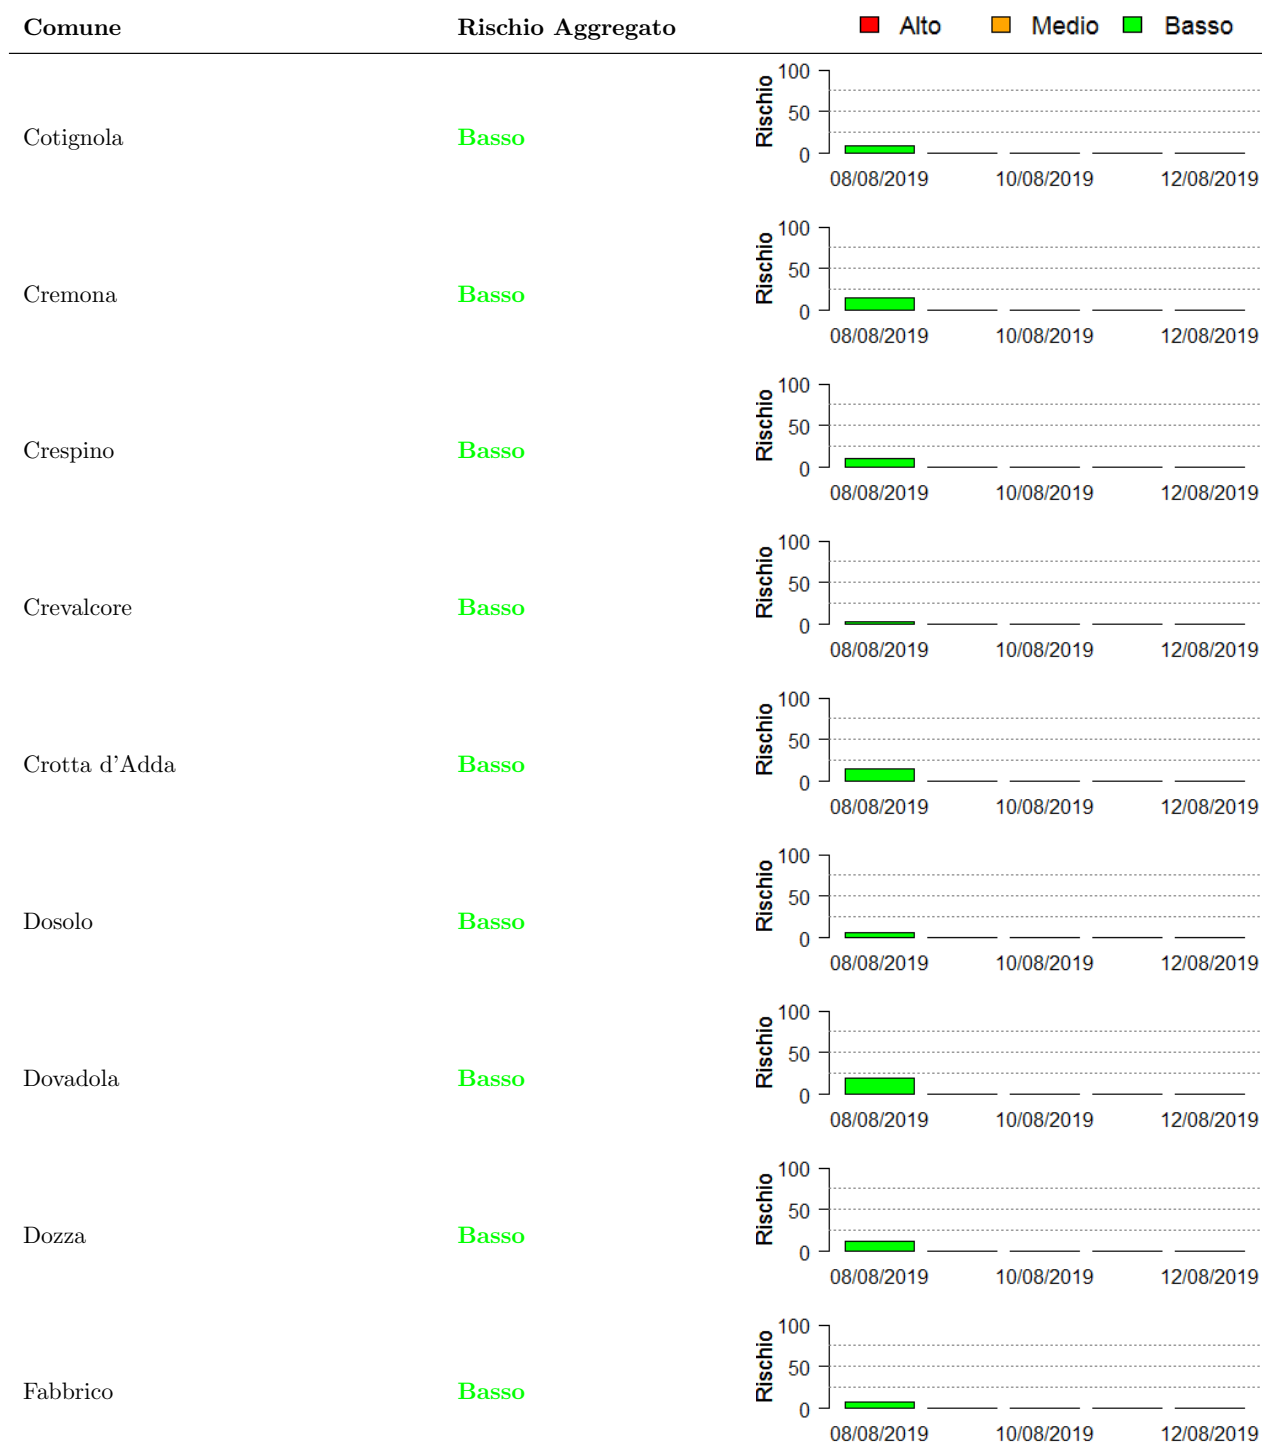 Comune Rischio Aggregato Alto Medio Basso
100
50
0
Rischio
Cotignola Basso
08/08/2019 10/08/2019 12/08/2019
100
50
0
Rischio
Cremona Basso
08/08/2019 10/08/2019 12/08/2019
100
50
0
Rischio
Crespino Basso
08/08/2019 10/08/2019 12/08/2019
100
50
0
Rischio
Crevalcore Basso
08/08/2019 10/08/2019 12/08/2019
100
50
0
Rischio
Crotta d'Adda Basso
08/08/2019 10/08/2019 12/08/2019
100
50
0
Rischio
Dosolo Basso
08/08/2019 10/08/2019 12/08/2019
100
50
0
Rischio
Dovadola Basso
08/08/2019 10/08/2019 12/08/2019
100
50
0
Rischio
Dozza Basso
08/08/2019 10/08/2019 12/08/2019
100
50
0
Rischio
Fabbrico Basso
08/08/2019 10/08/2019 12/08/2019